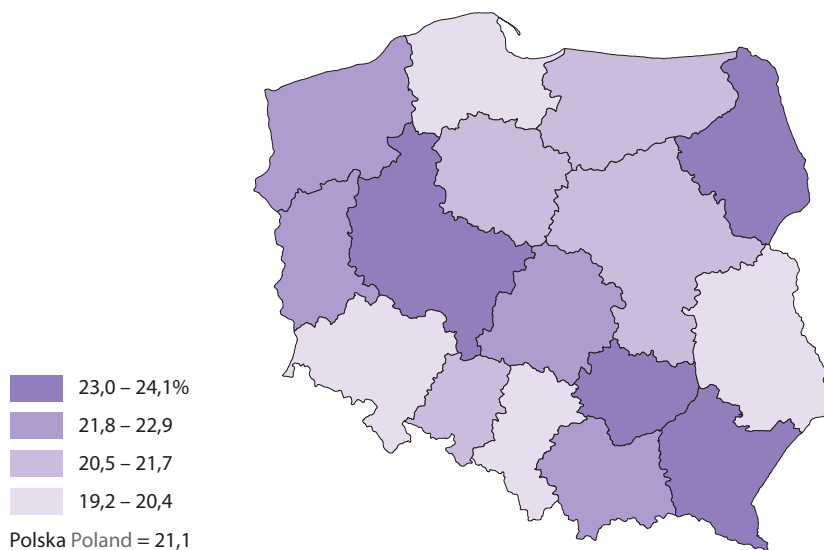 23,0 – 24,1%
21,8 – 22,9
20,5 – 21,7
19,2 – 20,4
Polska Poland = 21,1